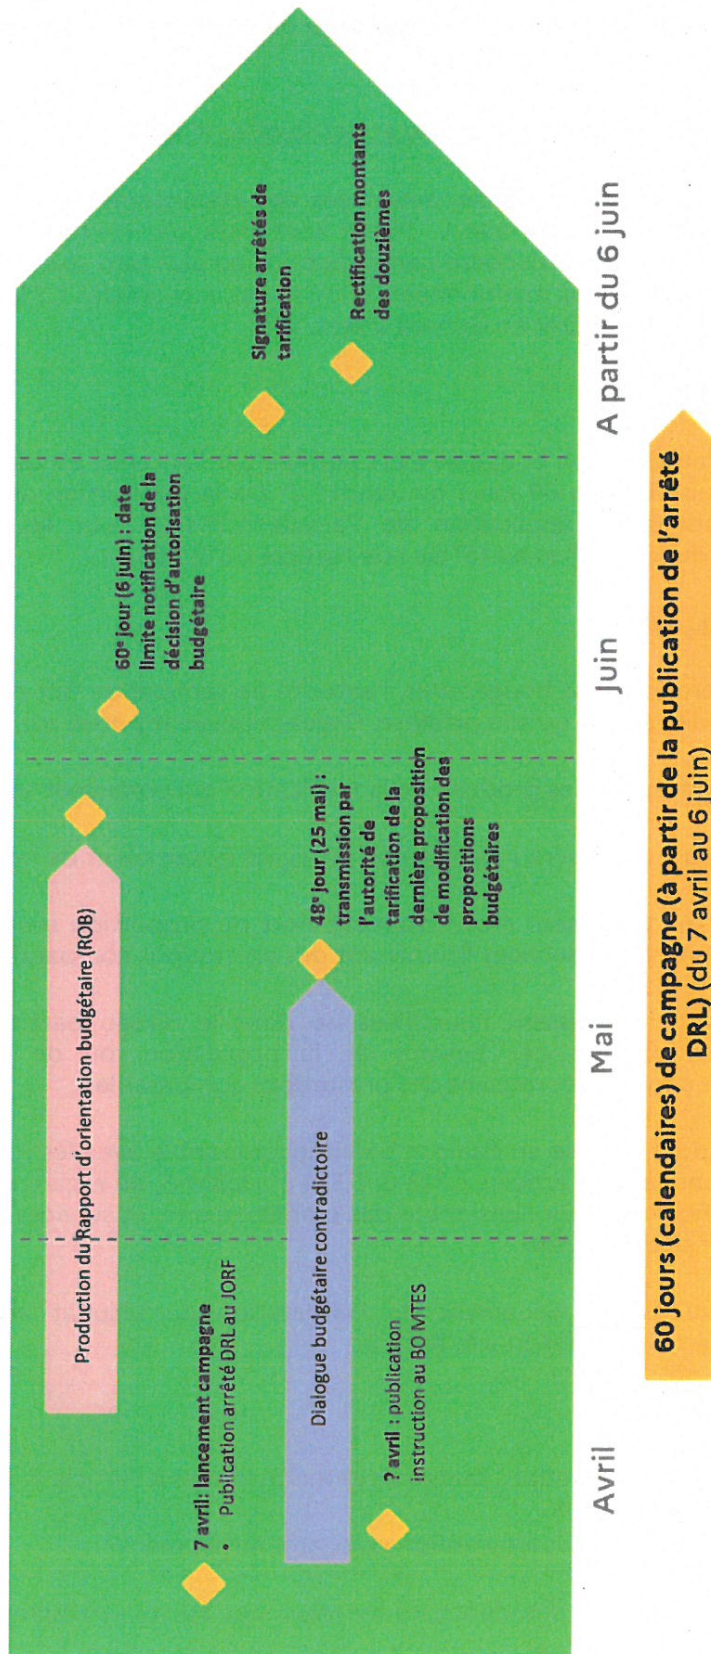 Production du Rapport d'orientation budgétaire (ROB)
7 avril : lancement campagne
• Publication arrêté DRL au JORF
Dialogue budgétaire contradictoire
? avril : publication
instruction au BO MTES
48e jour (25 mai) :
transmission par
l'autorité de
tarification de la
dernière proposition
de modification des
propositions
budgétaires
60e jour (6 juin) : date
limite notification de la
décision d'autorisation
budgétaire
Signature arrêtés de
tarification
Rectification montants
des douzièmes
Avril
Mai
Juin
A partir du 6 juin
60 jours (calendaires) de campagne (à partir de la publication de l'arrêté
DRL) (du 7 avril au 6 juin)